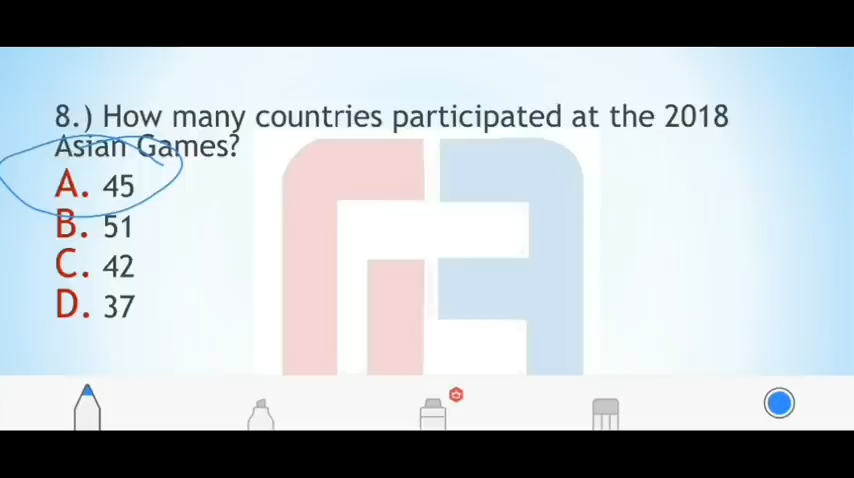 8.) How many countries participated at the 2018
Asian Games?
A. 45
B. 51
C. 42
D. 37